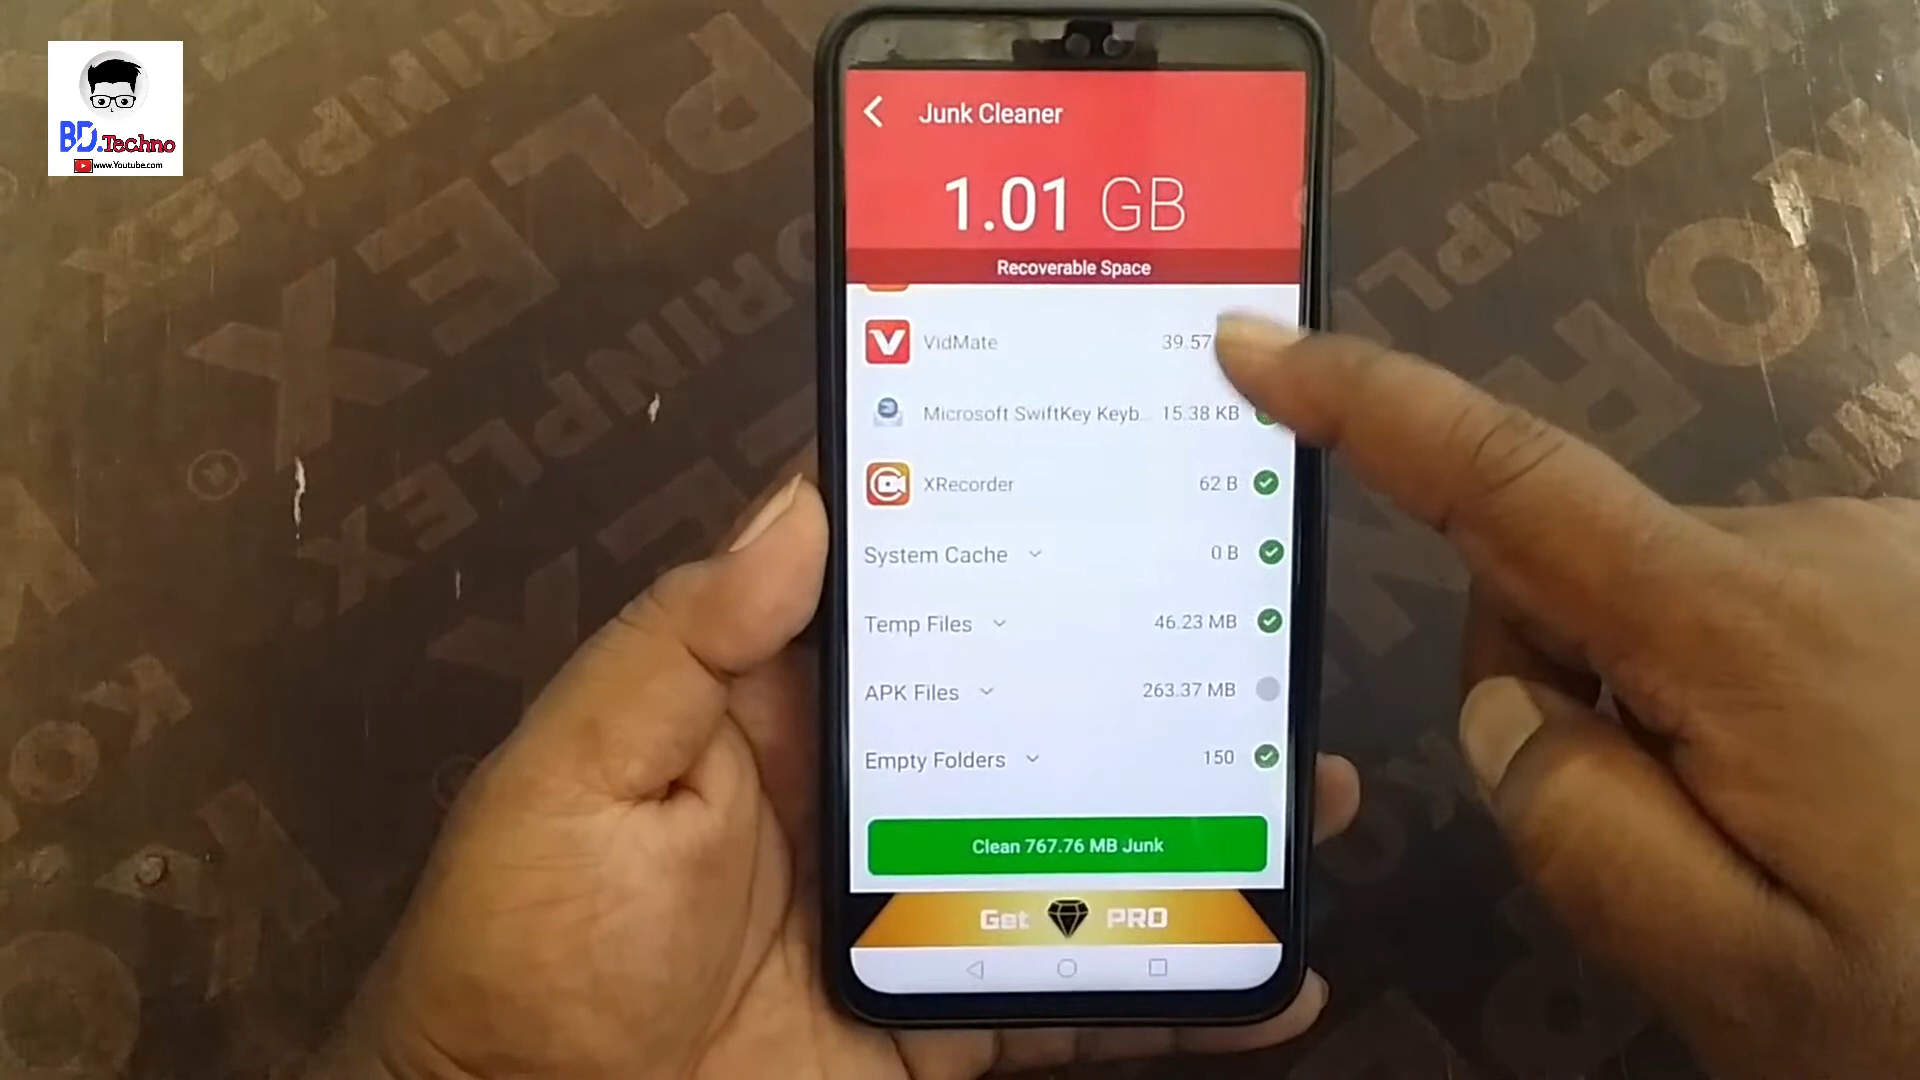 BD.Techno
www.Youtube.com
Junk Cleaner
1.01 GB
Recoverable Space
VidMate 39.57
Microsoft SwiftKey Keyb... 15.38 KB
XRecorder 62 B
System Cache 0 B
Temp Files 46.23 MB
APK Files 263.37 MB
Empty Folders 150
Clean 767.76 MB Junk
Get PRO